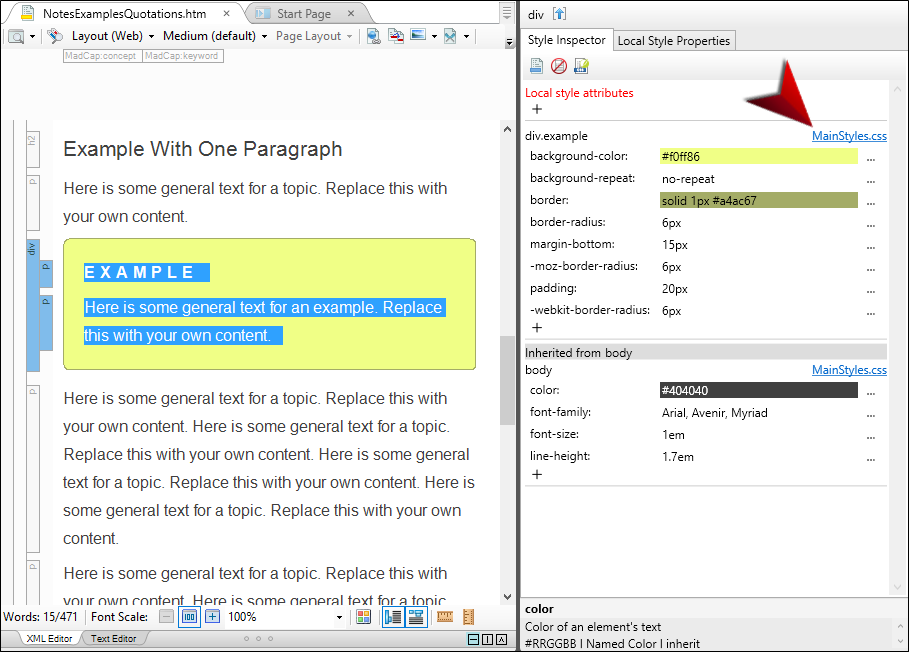 NotesExamplesQuotations.htm
Start Page
Layout (Web)
Medium (default)
Page Layout
MadCap:concept
MadCap:keyword
h2
Example With One Paragraph
p
Here is some general text for a topic. Replace this with
your own content.
div
p
EXAMPLE
p
Here is some general text for an example. Replace
this with your own content.
p
Here is some general text for a topic. Replace this with
your own content. Here is some general text for a topic.
Replace this with your own content. Here is some general
text for a topic. Replace this with your own content. Here is
some general text for a topic. Replace this with your own
content.
p
Here is some general text for a topic. Replace this with
your own content. Here is some general text for a topic.
Words: 15/471
Font Scale:
100
100%
XML Editor
Text Editor
div
Style Inspector
Local Style Properties
Local style attributes
+
div.example
MainStyles.css
background-color:
#f0ff86
...
background-repeat:
no-repeat
...
border:
solid 1px #a4ac67
...
border-radius:
6px
...
margin-bottom:
15px
...
-moz-border-radius:
6px
...
padding:
20px
...
-webkit-border-radius:
6px
...
+
Inherited from body
body
MainStyles.css
color:
#404040
...
font-family:
Arial, Avenir, Myriad
...
font-size:
1em
...
line-height:
1.7em
...
+
color
Color of an element's text
#RRGGBB | Named Color | inherit